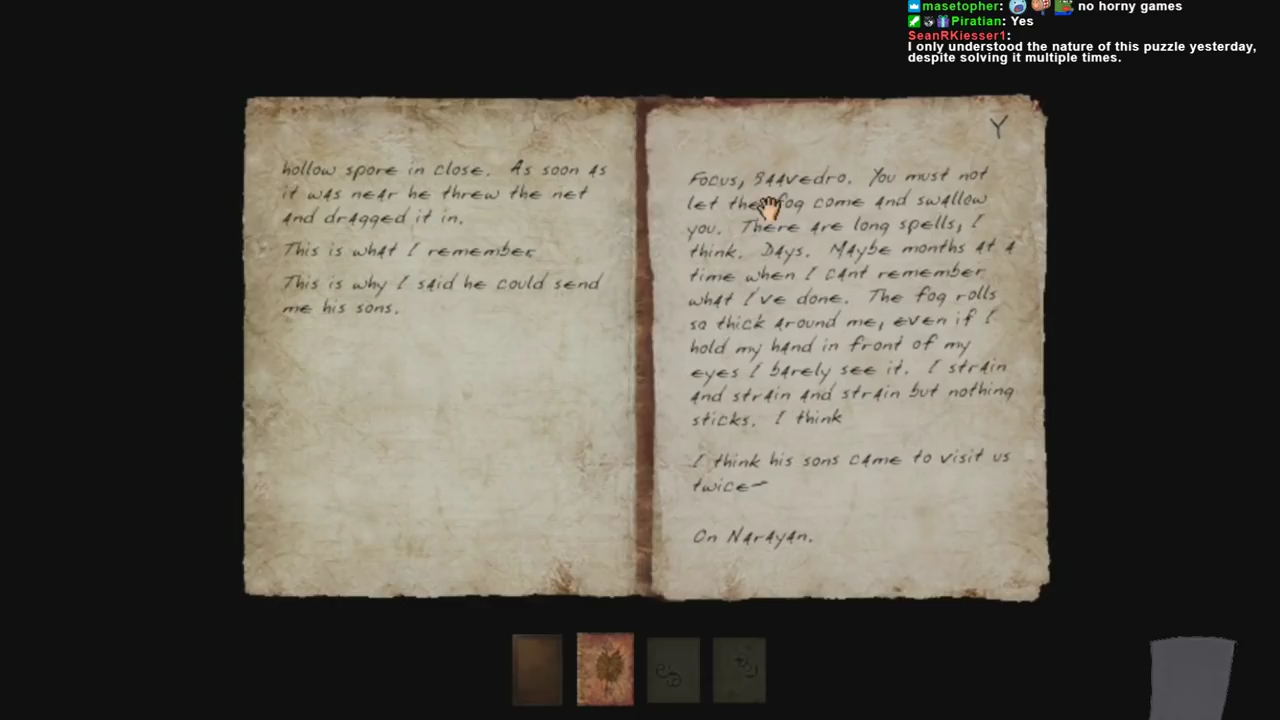 masetopher: no horny games
Piratian: Yes
SeanRKiesser1:
I only understood the nature of this puzzle yesterday,
despite solving it multiple times.
hollow spore in close. As soon as
it was near he threw the net
and dragged it in.
This is what I remember.
This is why I said he could send
me his sons.
Y
Focus, Saavedro. You must not
let the fog come and swallow
you. There are long spells, I
think. Days. Maybe months at a
time when I cant remember
what I've done. The fog rolls
so thick around me, even if I
hold my hand in front of my
eyes I barely see it. I strain
and strain and strain but nothing
sticks. I think
I think his sons came to visit us
twice—
On Narayan.